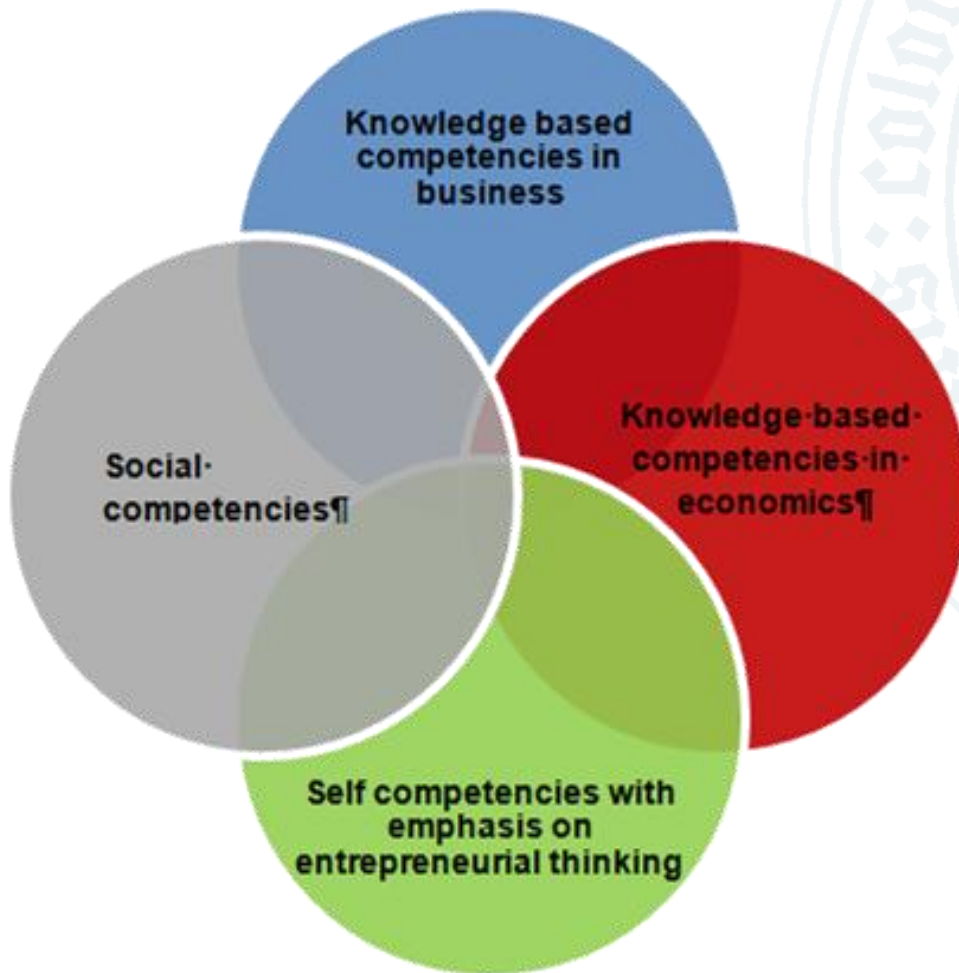 Knowledge based
competencies in
business
Knowledge·based·
competencies·in·
economics¶
Social·
competencies¶
Self competencies with
emphasis on
entrepreneurial thinking